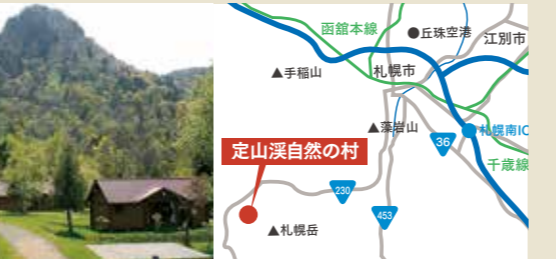 函館本線
●丘珠空港
江別市
▲手稲山
札幌市
▲藻岩山
札幌南IC
36
定山渓自然の村
千歳線
230
453
▲札幌岳